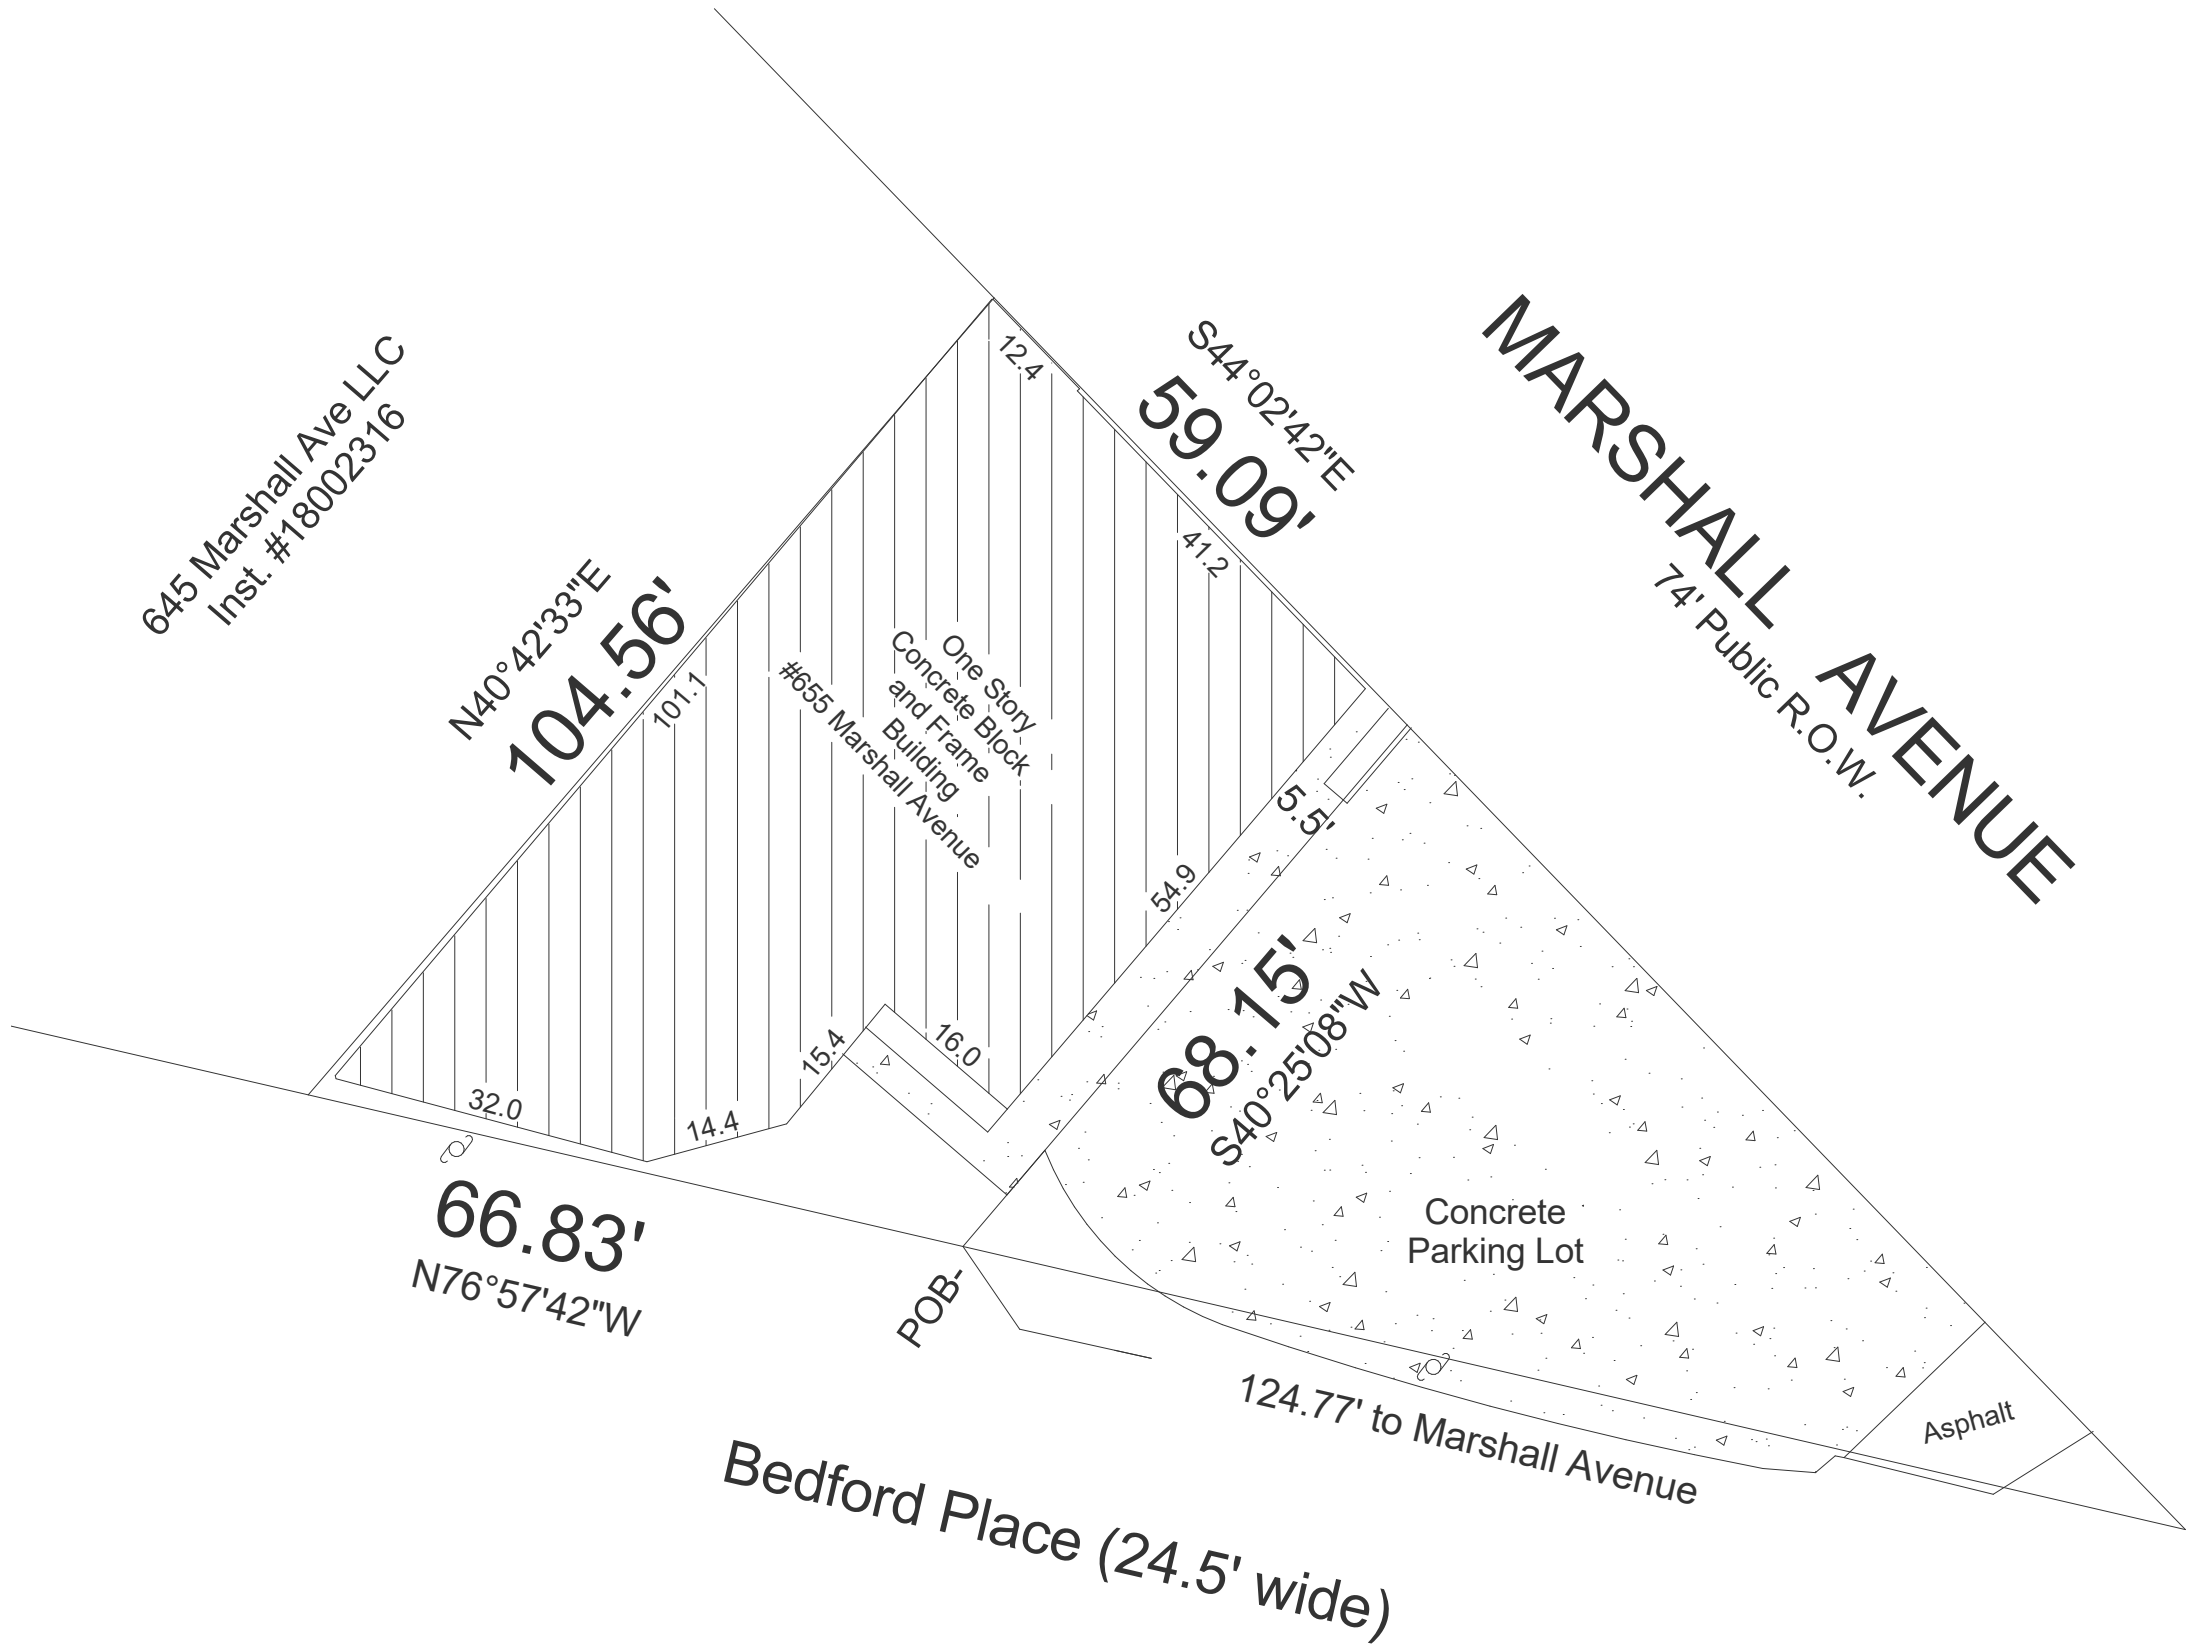 645 Marshall Ave LLC
Inst. #18002316
N40°42'33"E
104.56'
101.1
12.4
S44°02'42"E
59.09'
41.2
MARSHALL AVENUE
74' Public R.O.W.
One Story
Concrete Block
and Frame
Building
#655 Marshall Avenue
5.5'
54.9
68.15'
S40°25'08"W
16.0
15.4
14.4
32.0
66.83'
N76°57'42"W
POB-
Concrete
Parking Lot
Asphalt
124.77' to Marshall Avenue
Bedford Place (24.5' wide)